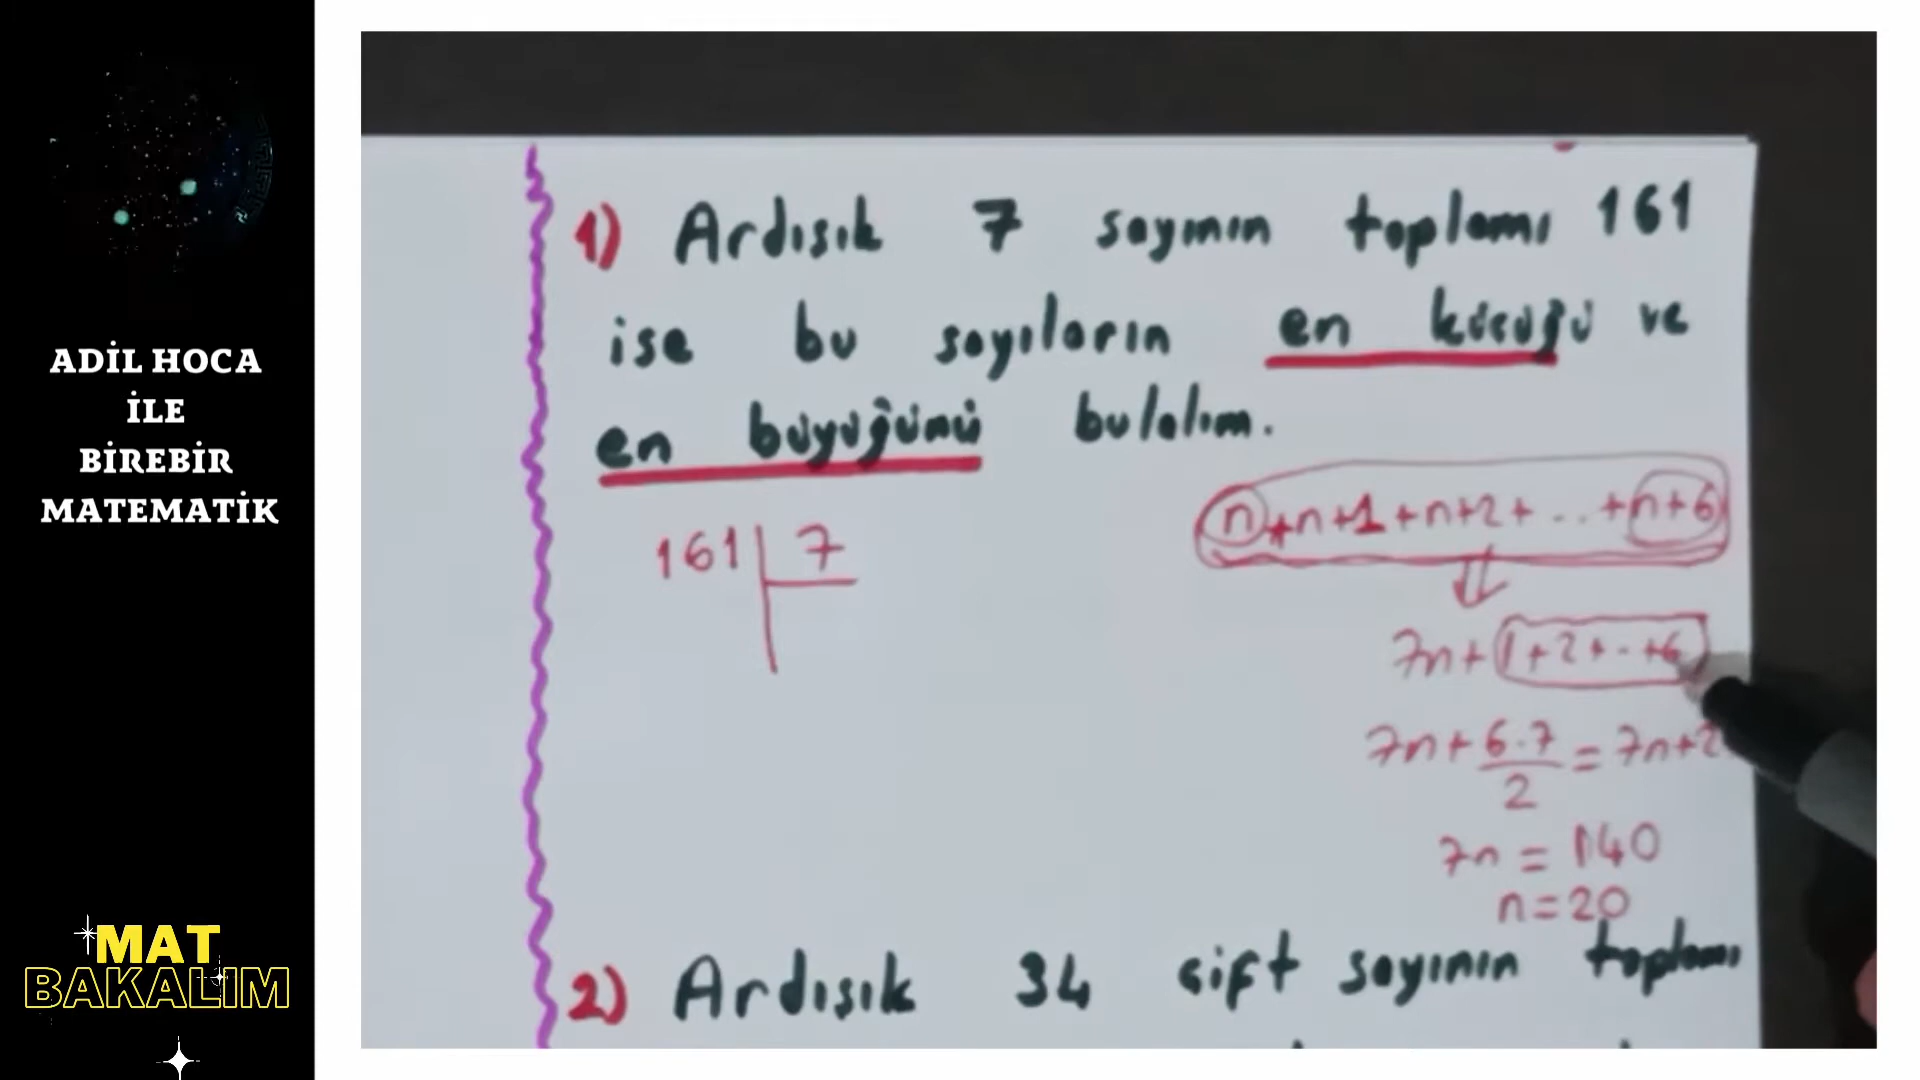 ADİL HOCA
İLE
BİREBİR
MATEMATİK
MAT
BAKALIM
1) Ardışık 7 sayının toplamı 161
ise bu sayıların en küçüğü ve
en büyüğünü bulalım.
161 7
n+n+1+n+2+...+n+6
7n+1+2+..+6
7n+6.7/2=7n+2
7n=140
n=20
2) Ardışık 34 çift sayının toplamı